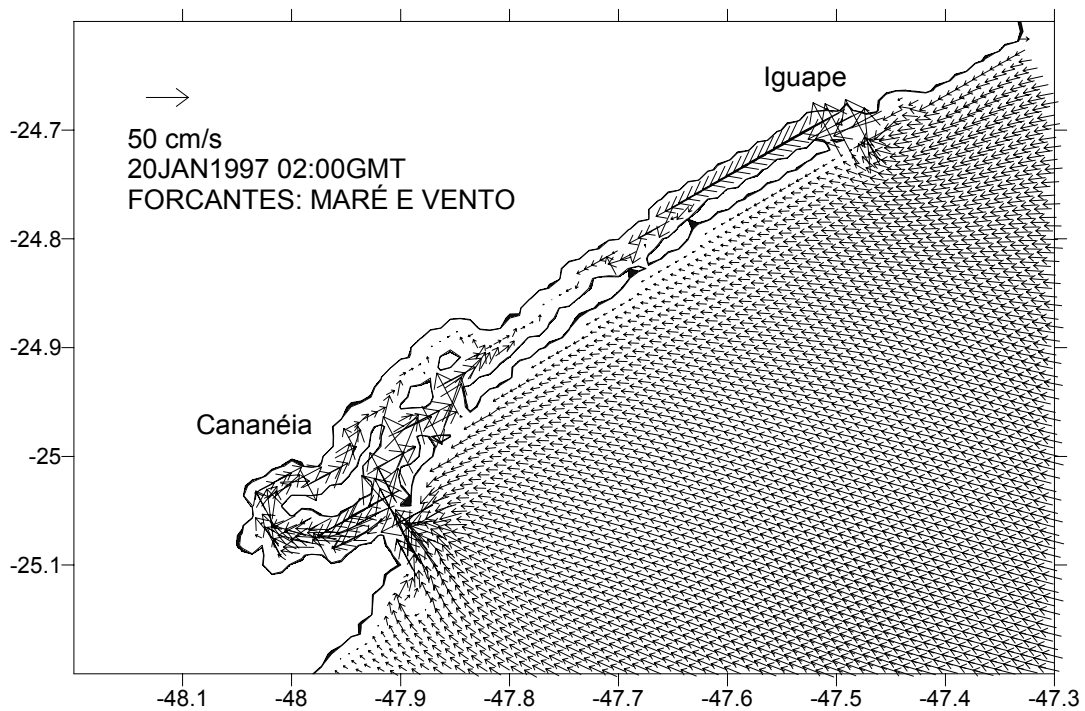 Iguape
-24.7
50 cm/s
20JAN1997 02:00GMT
FORCANTES: MARÉ E VENTO
-24.8
-24.9
Cananéia
-25
-25.1
-48.1 -48 -47.9 -47.8 -47.7 -47.6 -47.5 -47.4 -47.3